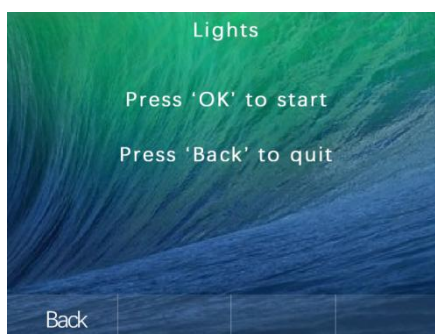 Lights
Press ‘OK’ to start
Press ‘Back’ to quit
Back